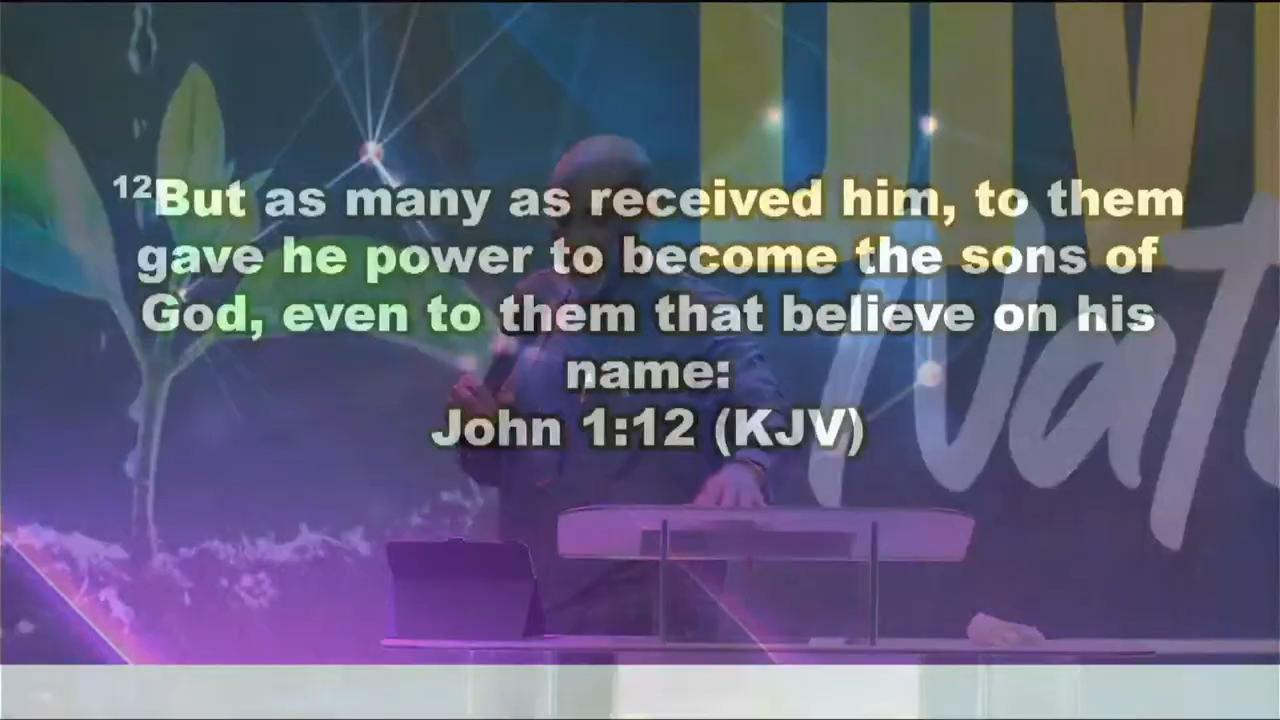 ¹²But as many as received him, to them
gave he power to become the sons of
God, even to them that believe on his
name:
John 1:12 (KJV)